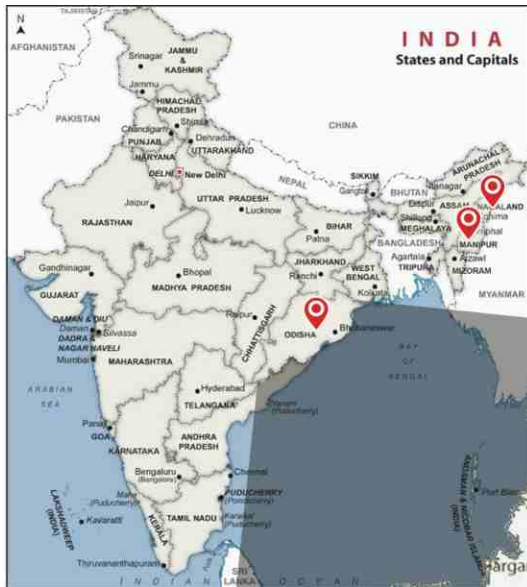 TAJIKISTAN
N
INDIA
States and Capitals
AFGHANISTAN
JAMMU
&
KASHMIR
Srinagar
Jammu
HIMACHAL
PRADESH
Shimla
PAKISTAN
CHINA
Chandigarh
PUNJAB
Dehradun
UTTARAKHAND
HARYANA
DELHI
New Delhi
NEPAL
SIKKIM
Gangtok
BHUTAN
ARUNACHAL
PRADESH
Itanagar
RAJASTHAN
Jaipur
UTTAR PRADESH
Lucknow
BIHAR
Patna
ASSAM
Dispur
NAGALAND
Shillong
MEGHALAYA
MANIPUR
BANGLADESH
Agartala
TRIPURA
Aizawl
MIZORAM
MYANMAR
Gandhinagar
GUJARAT
Bhopal
MADHYA PRADESH
JHARKHAND
Ranchi
WEST
BENGAL
Kolkata
CHHATTISGARH
Raipur
ODISHA
Bhubaneswar
DAMAN & DIU
Daman
DADRA &
NAGAR HAVELI
Silvassa
Mumbai
MAHARASHTRA
ARABIAN
SEA
BAY
OF
BENGAL
Hyderabad
TELANGANA
Yanam
(Puducherry)
Panaji
GOA
KARNATAKA
ANDHRA
PRADESH
Bengaluru
(Bangalore)
Chennai
Mahe
(Puducherry)
PUDUCHERRY
(Pondicherry)
LAKSHADWEEP
(INDIA)
Kavaratti
KERALA
TAMIL NADU
Karaikal
(Puducherry)
ANDMAN & NICOBAR ISLANDS
(INDIA)
Port Blair
Thiruvananthapuram
INDIAN OCEAN
SRI
LANKA